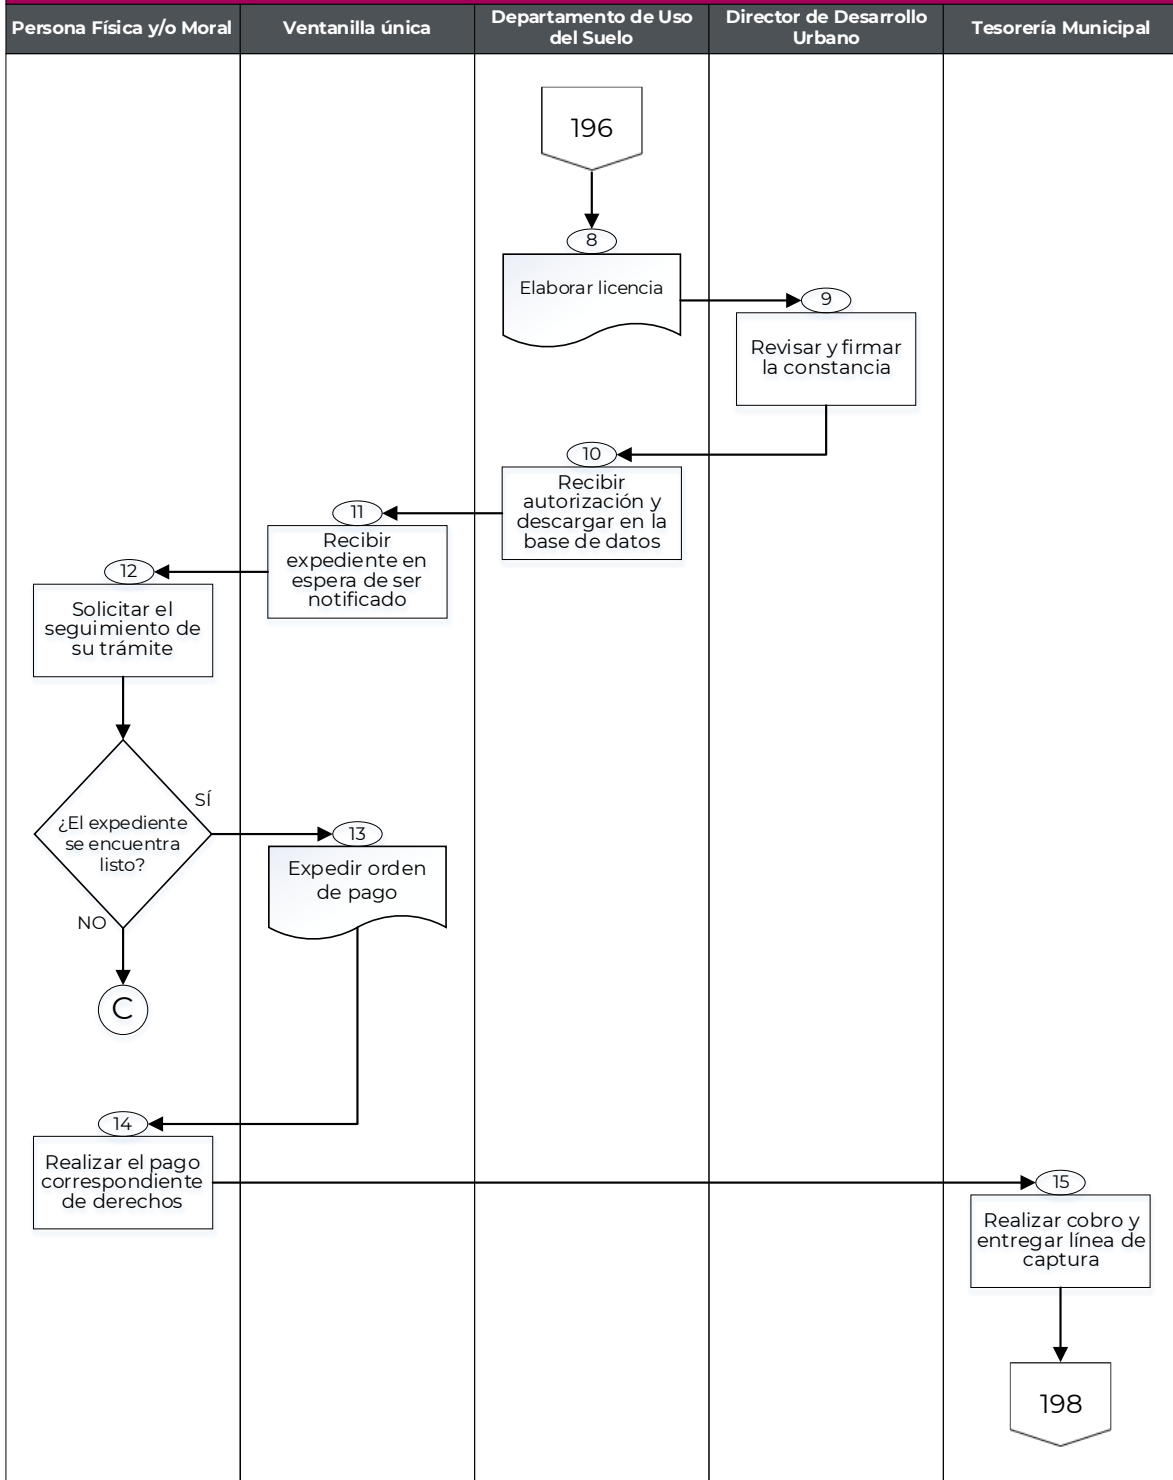 Persona Física y/o Moral
Ventanilla única
Departamento de Uso
del Suelo
Director de Desarrollo
Urbano
Tesorería Municipal
196
8
Elaborar licencia
9
Revisar y firmar
la constancia
10
Recibir
autorización y
descargar en la
base de datos
11
Recibir
expediente en
espera de ser
notificado
12
Solicitar el
seguimiento de
su trámite
¿El expediente
se encuentra
listo?
SÍ
NO
C
13
Expedir orden
de pago
14
Realizar el pago
correspondiente
de derechos
15
Realizar cobro y
entregar línea de
captura
198